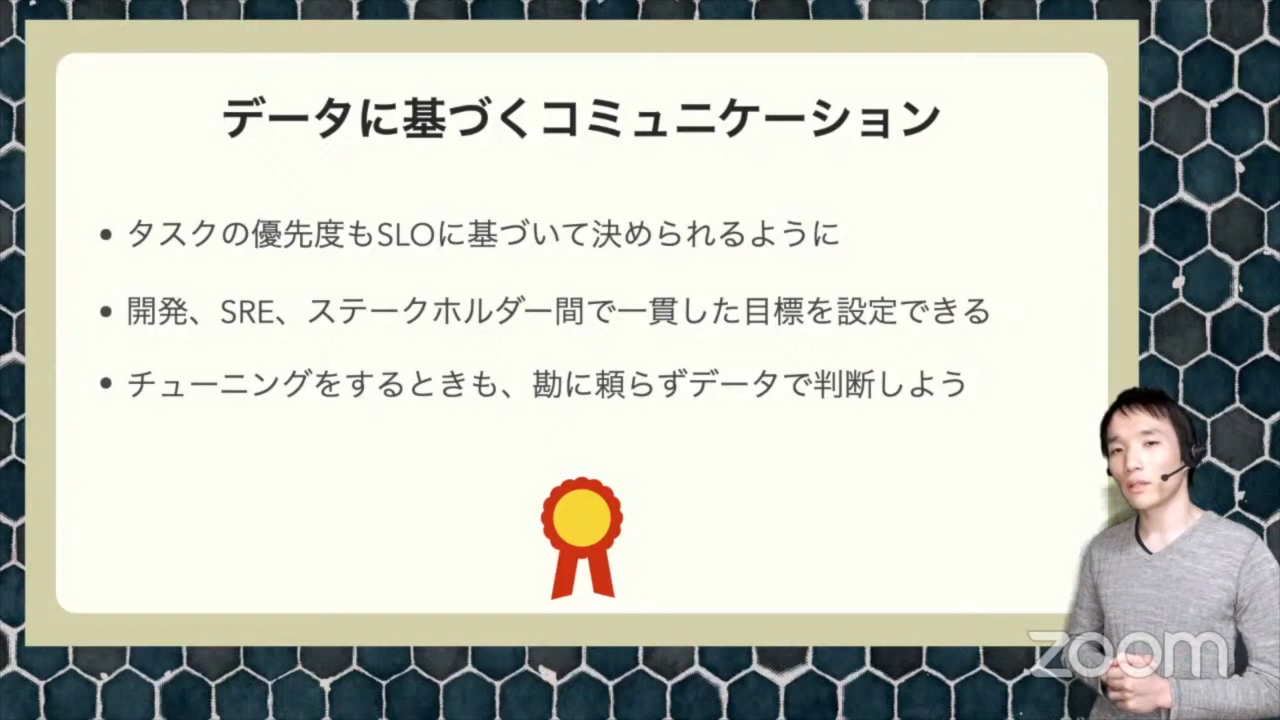 データに基づくコミュニケーション
• タスクの優先度もSLOに基づいて決められるように
• 開発、SRE、ステークホルダー間で一貫した目標を設定できる
• チューニングをするときも、勘に頼らずデータで判断しよう
zoom